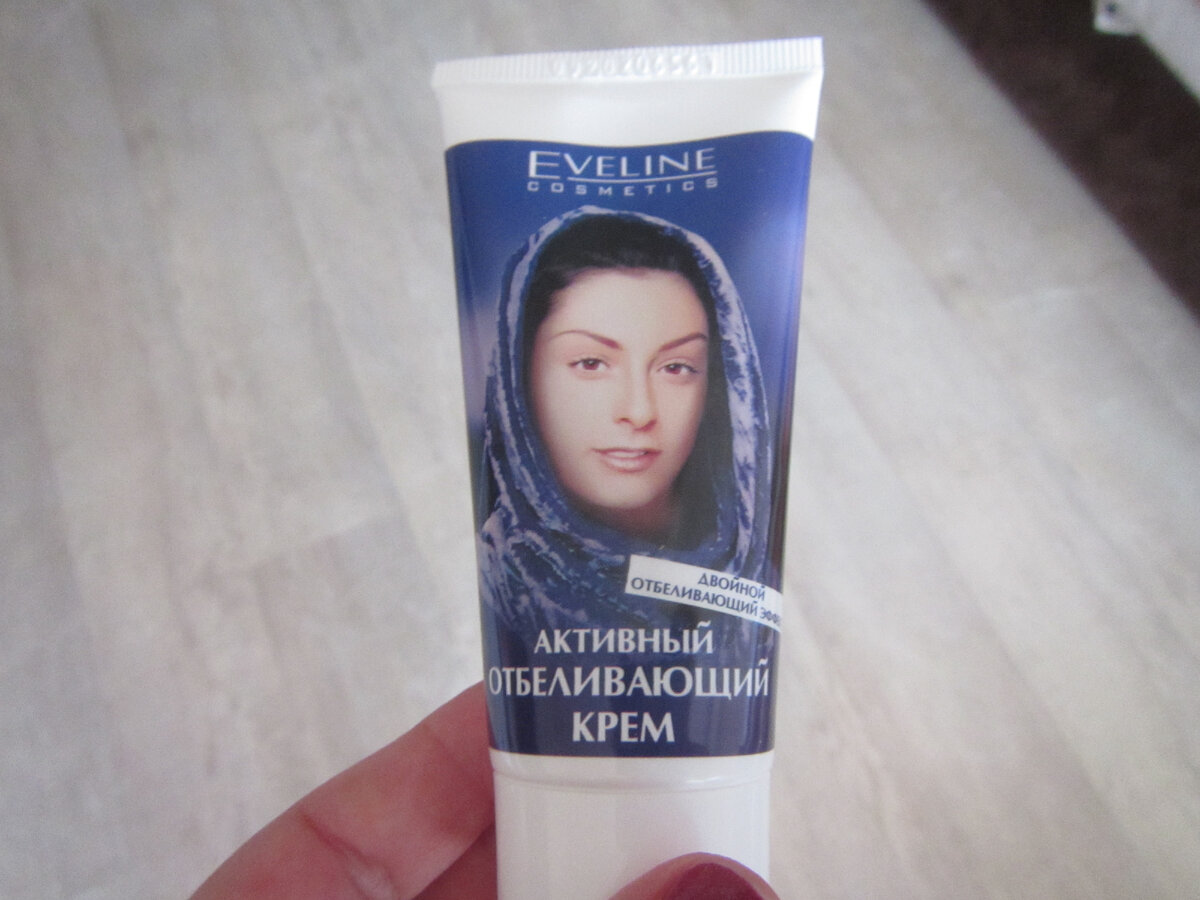 EVELINE
COSMETICS
ДВОЙНОЙ
ОТБЕЛИВАЮЩИЙ
АКТИВНЫЙ
ОТБЕЛИВАЮЩИЙ
КРЕМ